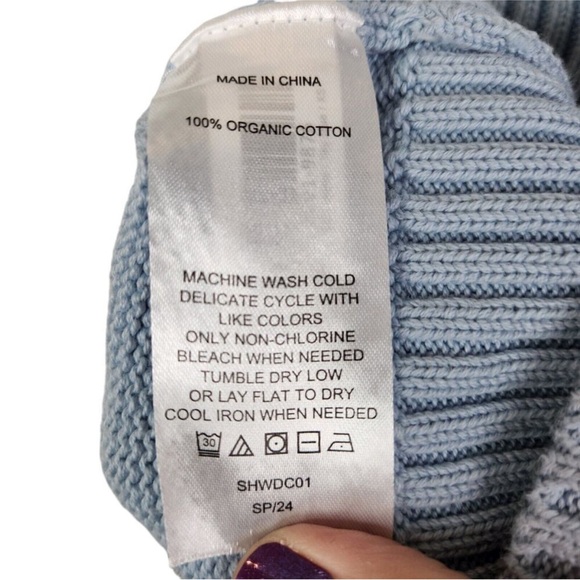 MADE IN CHINA
100% ORGANIC COTTON
MACHINE WASH COLD
DELICATE CYCLE WITH
LIKE COLORS
ONLY NON-CHLORINE
BLEACH WHEN NEEDED
TUMBLE DRY LOW
OR LAY FLAT TO DRY
COOL IRON WHEN NEEDED
30
SHWDC01
SP/24